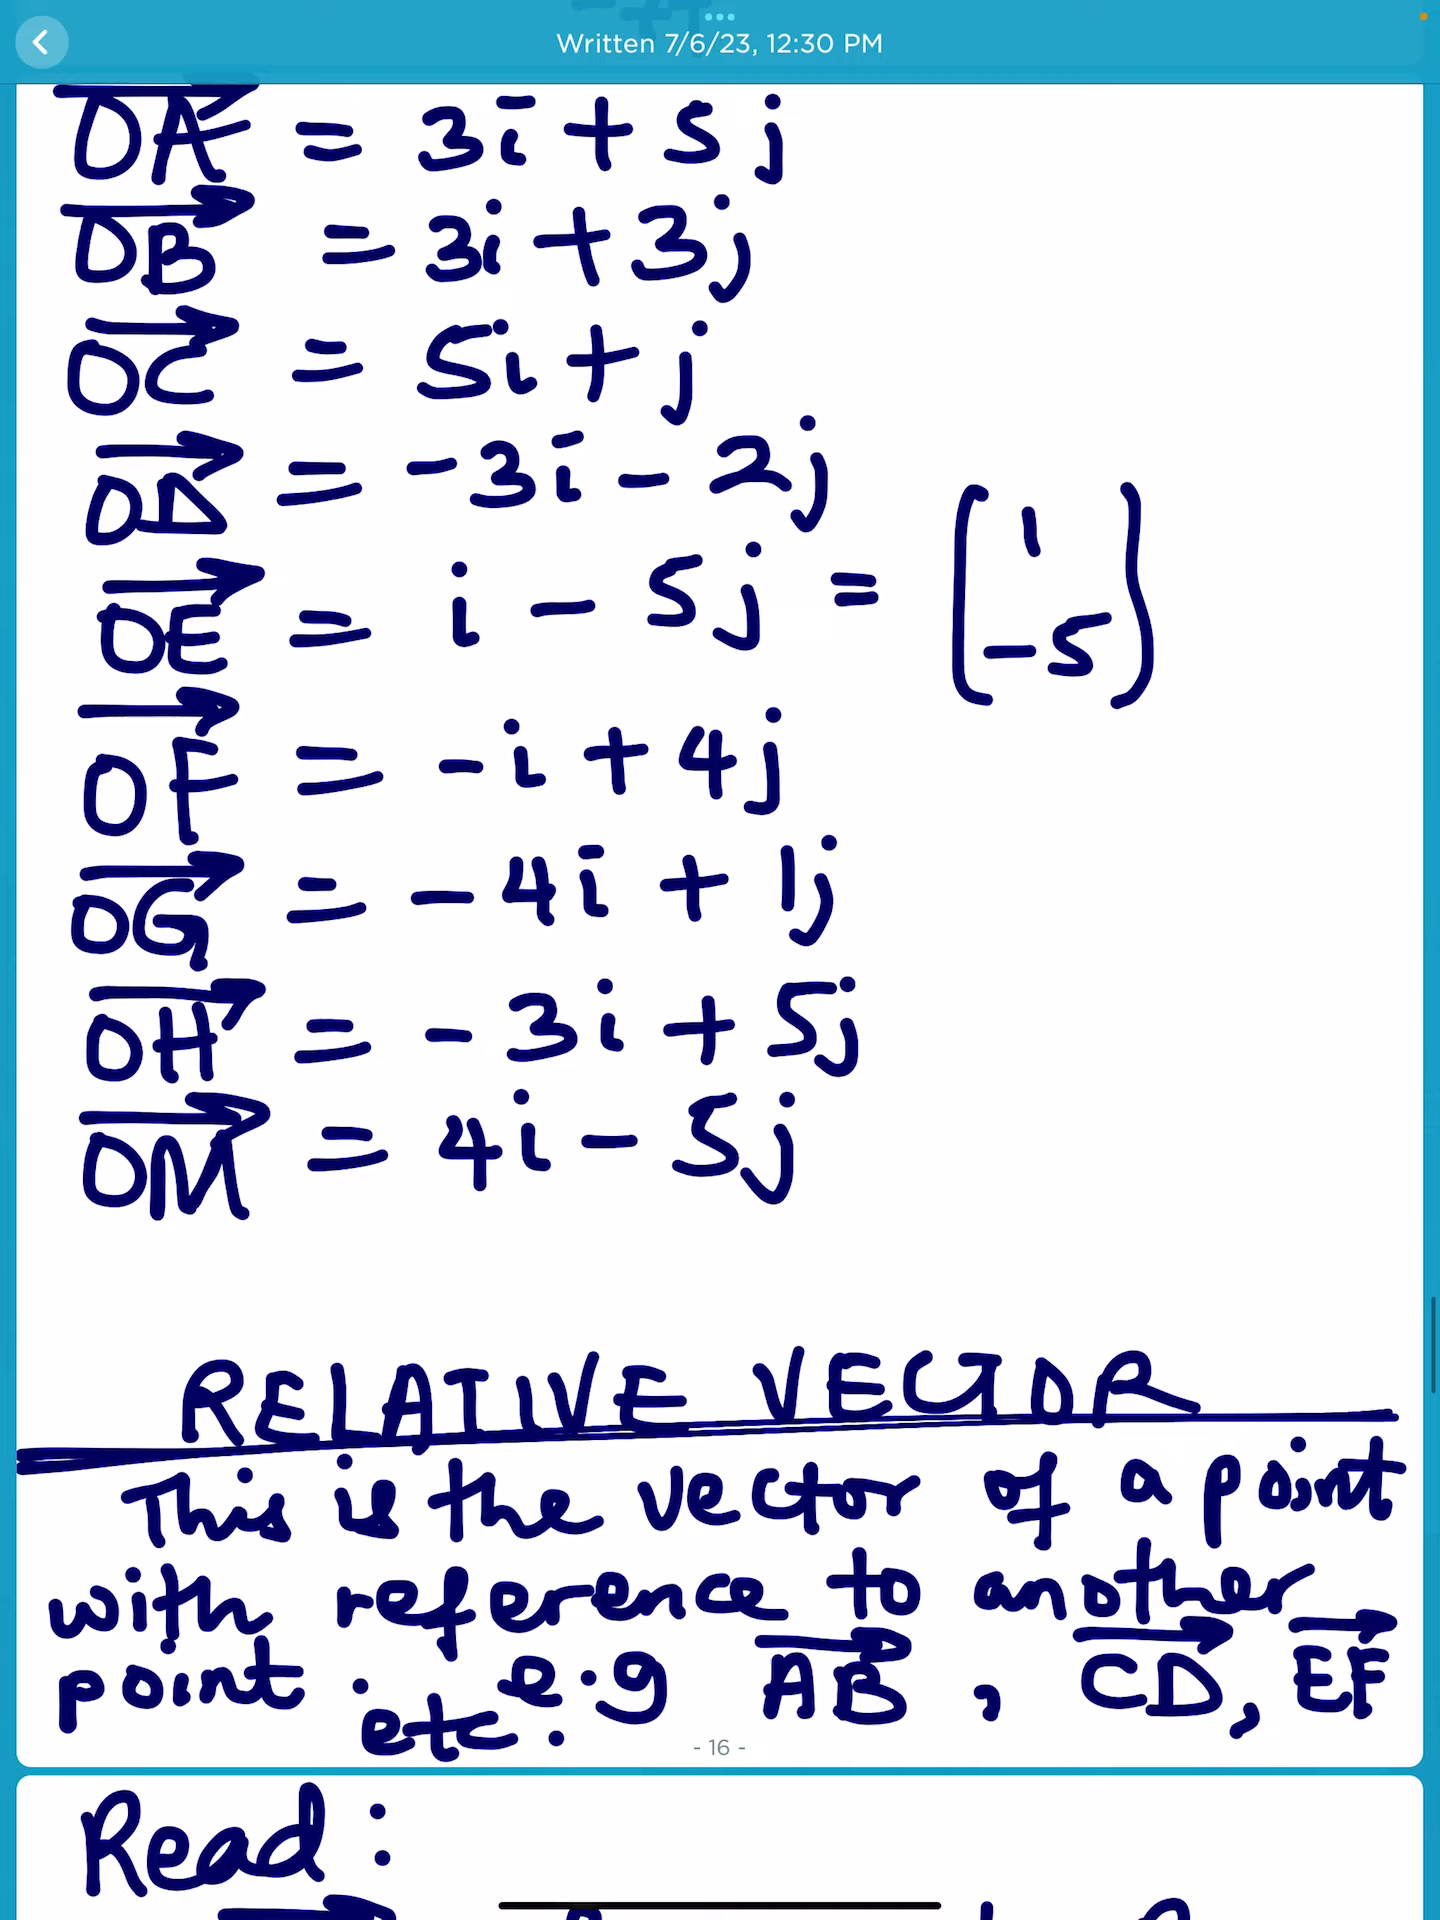 Written 7/6/23, 12:30 PM
OA = 3i + 5j
OB = 3i + 3j
OC = 5i + j
OD = -3i - 2j
OE = i - 5j = (1 -5)
OF = -i + 4j
OG = -4i + 1j
OH = -3i + 5j
OM = 4i - 5j
RELATIVE VECTOR
This is the vector of a point
with reference to another
point. e.g AB, CD, EF
etc.
- 16 -
Read: